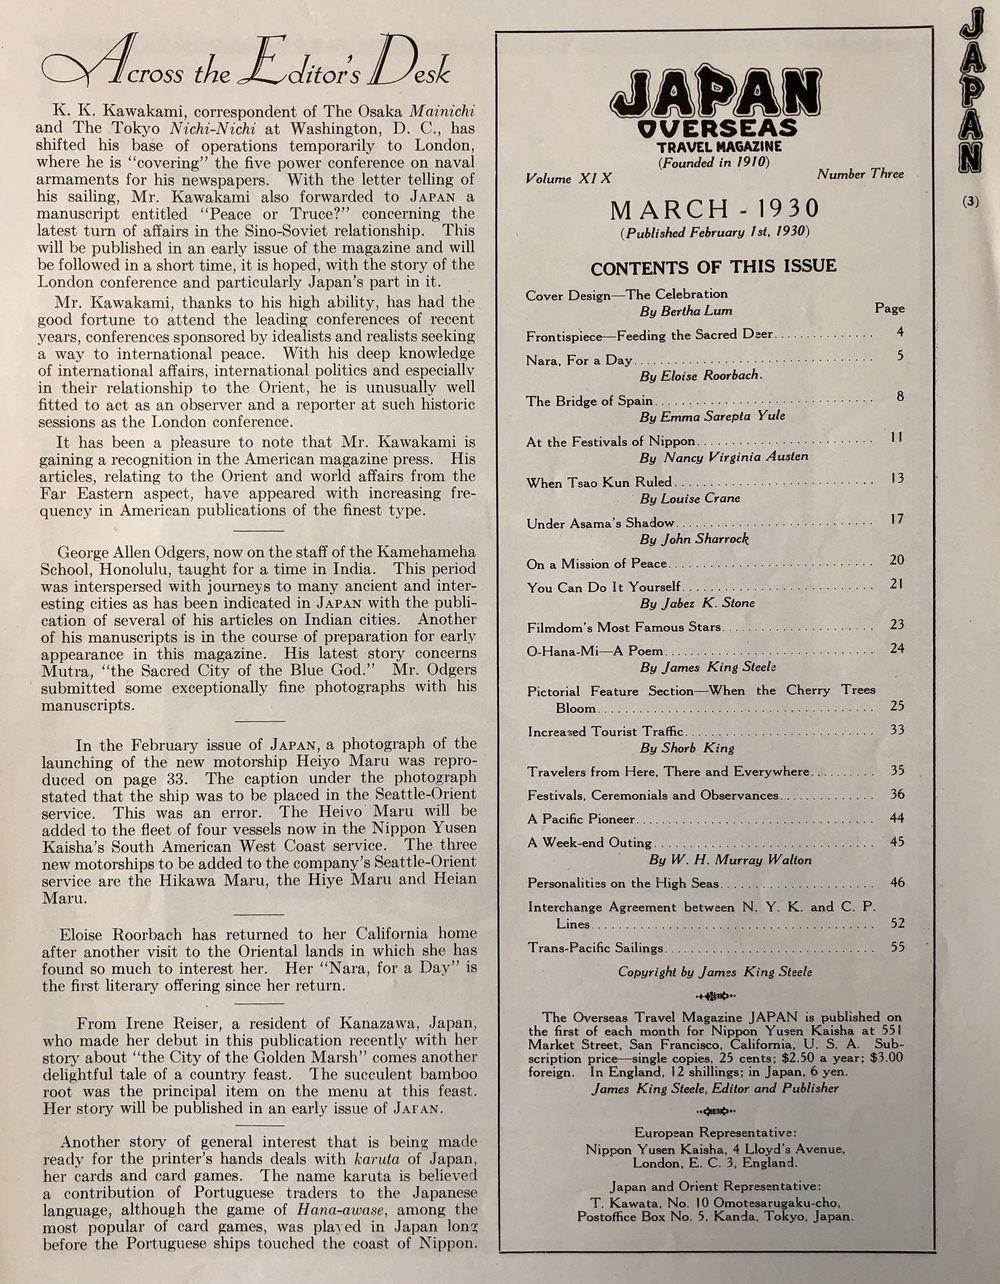 Across the Editor's Desk
K. K. Kawakami, correspondent of The Osaka Mainichi
and The Tokyo Nichi-Nichi at Washington, D. C., has
shifted his base of operations temporarily to London,
where he is "covering" the five power conference on naval
armaments for his newspapers. With the letter telling of
his sailing, Mr. Kawakami also forwarded to JAPAN a
manuscript entitled "Peace or Truce?" concerning the
latest turn of affairs in the Sino-Soviet relationship. This
will be published in an early issue of the magazine and will
be followed in a short time, it is hoped, with the story of the
London conference and particularly Japan's part in it.
Mr. Kawakami, thanks to his high ability, has had the
good fortune to attend the leading conferences of recent
years, conferences sponsored by idealists and realists seeking
a way to international peace. With his deep knowledge
of international affairs, international politics and especially
in their relationship to the Orient, he is unusually well
fitted to act as an observer and a reporter at such historic
sessions as the London conference.
It has been a pleasure to note that Mr. Kawakami is
gaining a recognition in the American magazine press. His
articles, relating to the Orient and world affairs from the
Far Eastern aspect, have appeared with increasing fre-
quency in American publications of the finest type.
George Allen Odgers, now on the staff of the Kamehameha
School, Honolulu, taught for a time in India. This period
was interspersed with journeys to many ancient and inter-
esting cities as has been indicated in JAPAN with the publi-
cation of several of his articles on Indian cities. Another
of his manuscripts is in the course of preparation for early
appearance in this magazine. His latest story concerns
Mutra, "the Sacred City of the Blue God." Mr. Odgers
submitted some exceptionally fine photographs with his
manuscripts.
In the February issue of JAPAN, a photograph of the
launching of the new motorship Heiyo Maru was repro-
duced on page 33. The caption under the photograph
stated that the ship was to be placed in the Seattle-Orient
service. This was an error. The Heivo Maru will be
added to the fleet of four vessels now in the Nippon Yusen
Kaisha's South American West Coast service. The three
new motorships to be added to the company's Seattle-Orient
service are the Hikawa Maru, the Hiye Maru and Heian
Maru.
Eloise Roorbach has returned to her California home
after another visit to the Oriental lands in which she has
found so much to interest her. Her "Nara, for a Day" is
the first literary offering since her return.
From Irene Reiser, a resident of Kanazawa, Japan,
who made her debut in this publication recently with her
story about "the City of the Golden Marsh" comes another
delightful tale of a country feast. The succulent bamboo
root was the principal item on the menu at this feast.
Her story will be published in an early issue of JAPAN.
Another story of general interest that is being made
ready for the printer's hands deals with karuta of Japan,
her cards and card games. The name karuta is believed
a contribution of Portuguese traders to the Japanese
language, although the game of Hana-awase, among the
most popular of card games, was played in Japan long
before the Portuguese ships touched the coast of Nippon.
JAPAN
OVERSEAS
TRAVEL MAGAZINE
(Founded in 1910)
Volume XIX Number Three
MARCH - 1930
(Published February 1st, 1930)
CONTENTS OF THIS ISSUE
Cover Design—The Celebration
By Bertha Lum Page
Frontispiece—Feeding the Sacred Deer 4
Nara, For a Day 5
By Eloise Roorbach.
The Bridge of Spain 8
By Emma Sarepta Yule
At the Festivals of Nippon 11
By Nancy Virginia Austen
When Tsao Kun Ruled 13
By Louise Crane
Under Asama's Shadow 17
By John Sharrock
On a Mission of Peace 20
You Can Do It Yourself 21
By Jabez K. Stone
Filmdom's Most Famous Stars 23
O-Hana-Mi—A Poem 24
By James King Steele
Pictorial Feature Section—When the Cherry Trees
Bloom 25
Increased Tourist Traffic 33
By Shorb King
Travelers from Here, There and Everywhere 35
Festivals, Ceremonials and Observances 36
A Pacific Pioneer 44
A Week-end Outing 45
By W. H. Murray Walton
Personalities on the High Seas 46
Interchange Agreement between N. Y. K. and C. P.
Lines 52
Trans-Pacific Sailings 55
Copyright by James King Steele
The Overseas Travel Magazine JAPAN is published on
the first of each month for Nippon Yusen Kaisha at 551
Market Street, San Francisco, California, U. S. A. Sub-
scription price—single copies, 25 cents; $2.50 a year; $3.00
foreign. In England, 12 shillings; in Japan, 6 yen.
James King Steele, Editor and Publisher
European Representative:
Nippon Yusen Kaisha, 4 Lloyd's Avenue,
London, E. C. 3, England.
Japan and Orient Representative:
T. Kawata, No. 10 Omotesarugaku-cho,
Postoffice Box No. 5, Kanda, Tokyo, Japan.
JAPAN
(3)